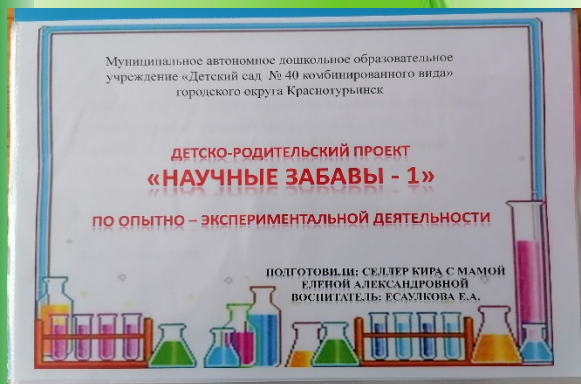 Муниципальное автономное дошкольное образовательное
учреждение «Детский сад № 40 комбинированного вида»
городского округа Краснотурьинск
ДЕТСКО-РОДИТЕЛЬСКИЙ ПРОЕКТ
«НАУЧНЫЕ ЗАБАВЫ - 1»
ПО ОПЫТНО – ЭКСПЕРИМЕНТАЛЬНОЙ ДЕЯТЕЛЬНОСТИ
ПОДГОТОВИЛИ: СЕЛЛЕР КИРА С МАМОЙ
ЕЛЕНОЙ АЛЕКСАНДРОВНОЙ
ВОСПИТАТЕЛЬ: ЕСАУЛКОВА Е.А.